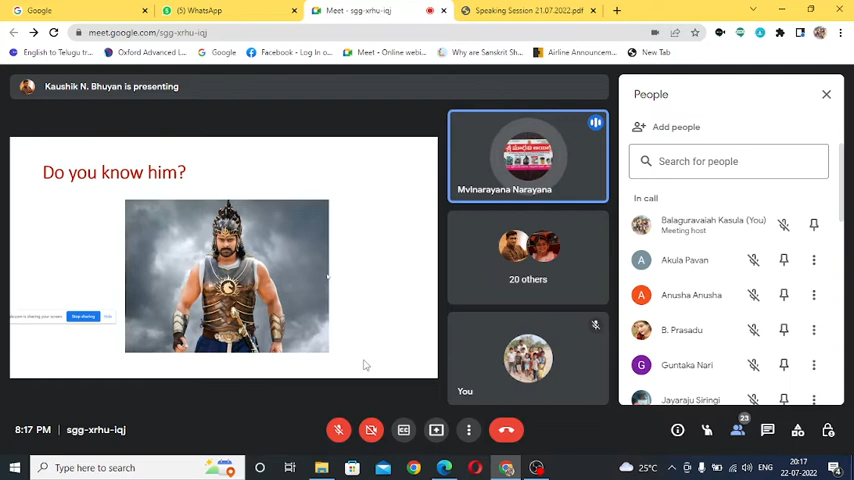 Google
(5) WhatsApp
Meet - sgg-xrhu-iqj
Speaking Session 21.07.2022.pdf
meet.google.com/sgg-xrhu-iqj
English to Telugu tr...
Oxford Advanced L...
Google
Facebook - Log In o...
Meet - Online webi...
Why are Sanskrit Sh...
Airline Announcem...
New Tab
Kaushik N. Bhuyan is presenting
Do you know him?
Stop sharing
Hide
Mvlnarayana Narayana
20 others
You
People
Add people
Search for people
In call
Balaguravaiah Kasula (You)
Meeting host
A
Akula Pavan
A
Anusha Anusha
B. Prasadu
G
Guntaka Nari
Jayaraju Siringi
8:17 PM
sgg-xrhu-iqj
CC
23
Type here to search
25°C
ENG
20:17
22-07-2022
4